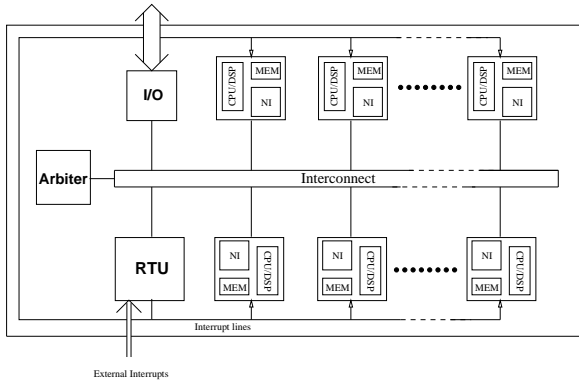 CPU/DSP
MEM
NI
CPU/DSP
MEM
NI
CPU/DSP
MEM
NI
I/O
Arbiter
Interconnect
RTU
NI
MEM
CPU/DSP
NI
MEM
CPU/DSP
NI
MEM
CPU/DSP
Interrupt lines
External Interrupts